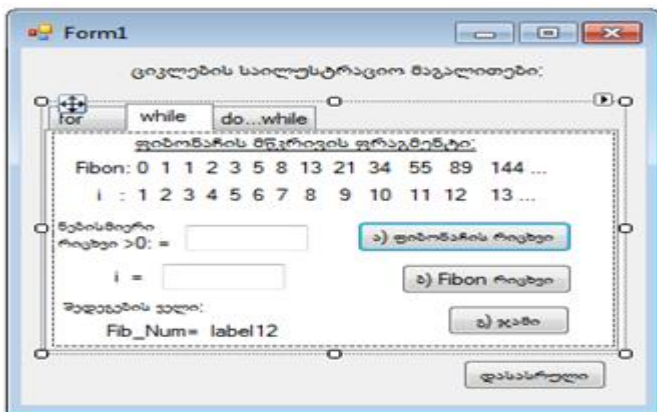 Form1
ციკლების საილუსტრაციო მაგალითები:
for while do...while
ფიბონაჩის მწკრივის ფრაგმენტი:
Fibon: 0 1 1 2 3 5 8 13 21 34 55 89 144 ...
i : 1 2 3 4 5 6 7 8 9 10 11 12 13 ...
ნებისმიერი
რიცხვი >0: =
ა) ფიბონაჩის რიცხვი
i =
ბ) Fibon რიცხვი
შედეგების ველი:
Fib_Num= label12
გ) ჯამი
დასასრული